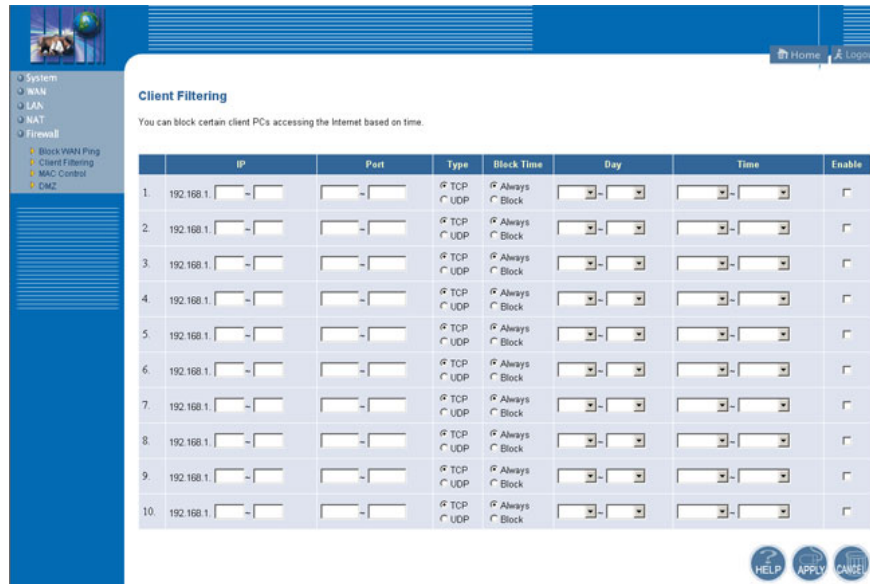 Home Logou
System
WAN
LAN
NAT
Firewall
Block WAN Ping
Client Filtering
MAC Control
DMZ
Client Filtering
You can block certain client PCs accessing the Internet based on time.
IP Port Type Block Time Day Time Enable
1. 192.168.1. ~ ~ TCP Always ~ ~
UDP Block
2. 192.168.1. ~ ~ TCP Always ~ ~
UDP Block
3. 192.168.1. ~ ~ TCP Always ~ ~
UDP Block
4. 192.168.1. ~ ~ TCP Always ~ ~
UDP Block
5. 192.168.1. ~ ~ TCP Always ~ ~
UDP Block
6. 192.168.1. ~ ~ TCP Always ~ ~
UDP Block
7. 192.168.1. ~ ~ TCP Always ~ ~
UDP Block
8. 192.168.1. ~ ~ TCP Always ~ ~
UDP Block
9. 192.168.1. ~ ~ TCP Always ~ ~
UDP Block
10. 192.168.1. ~ ~ TCP Always ~ ~
UDP Block
HELP APPLY CANCEL